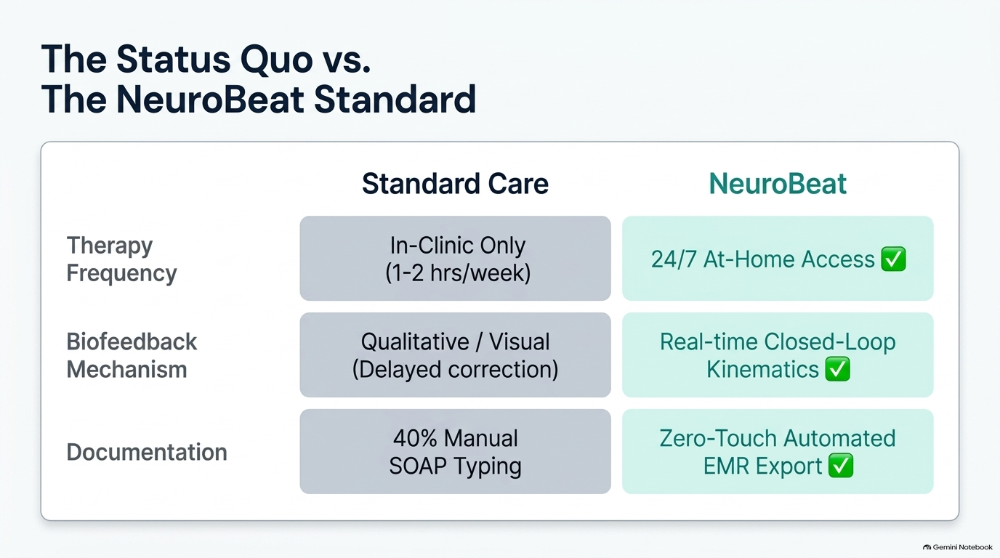 The Status Quo vs.
The NeuroBeat Standard
Standard Care
NeuroBeat
Therapy
Frequency
In-Clinic Only
(1-2 hrs/week)
24/7 At-Home Access ✅
Biofeedback
Mechanism
Qualitative / Visual
(Delayed correction)
Real-time Closed-Loop
Kinematics ✅
Documentation
40% Manual
SOAP Typing
Zero-Touch Automated
EMR Export ✅
Gemini Notebook